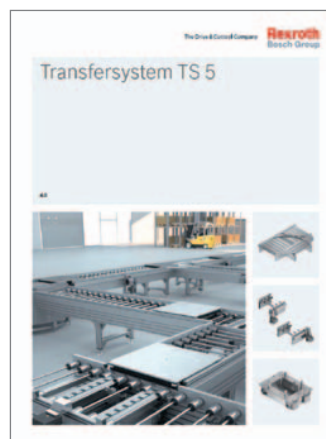 The Drive & Control Company
Rexroth
Bosch Group
Transfersystem TS 5